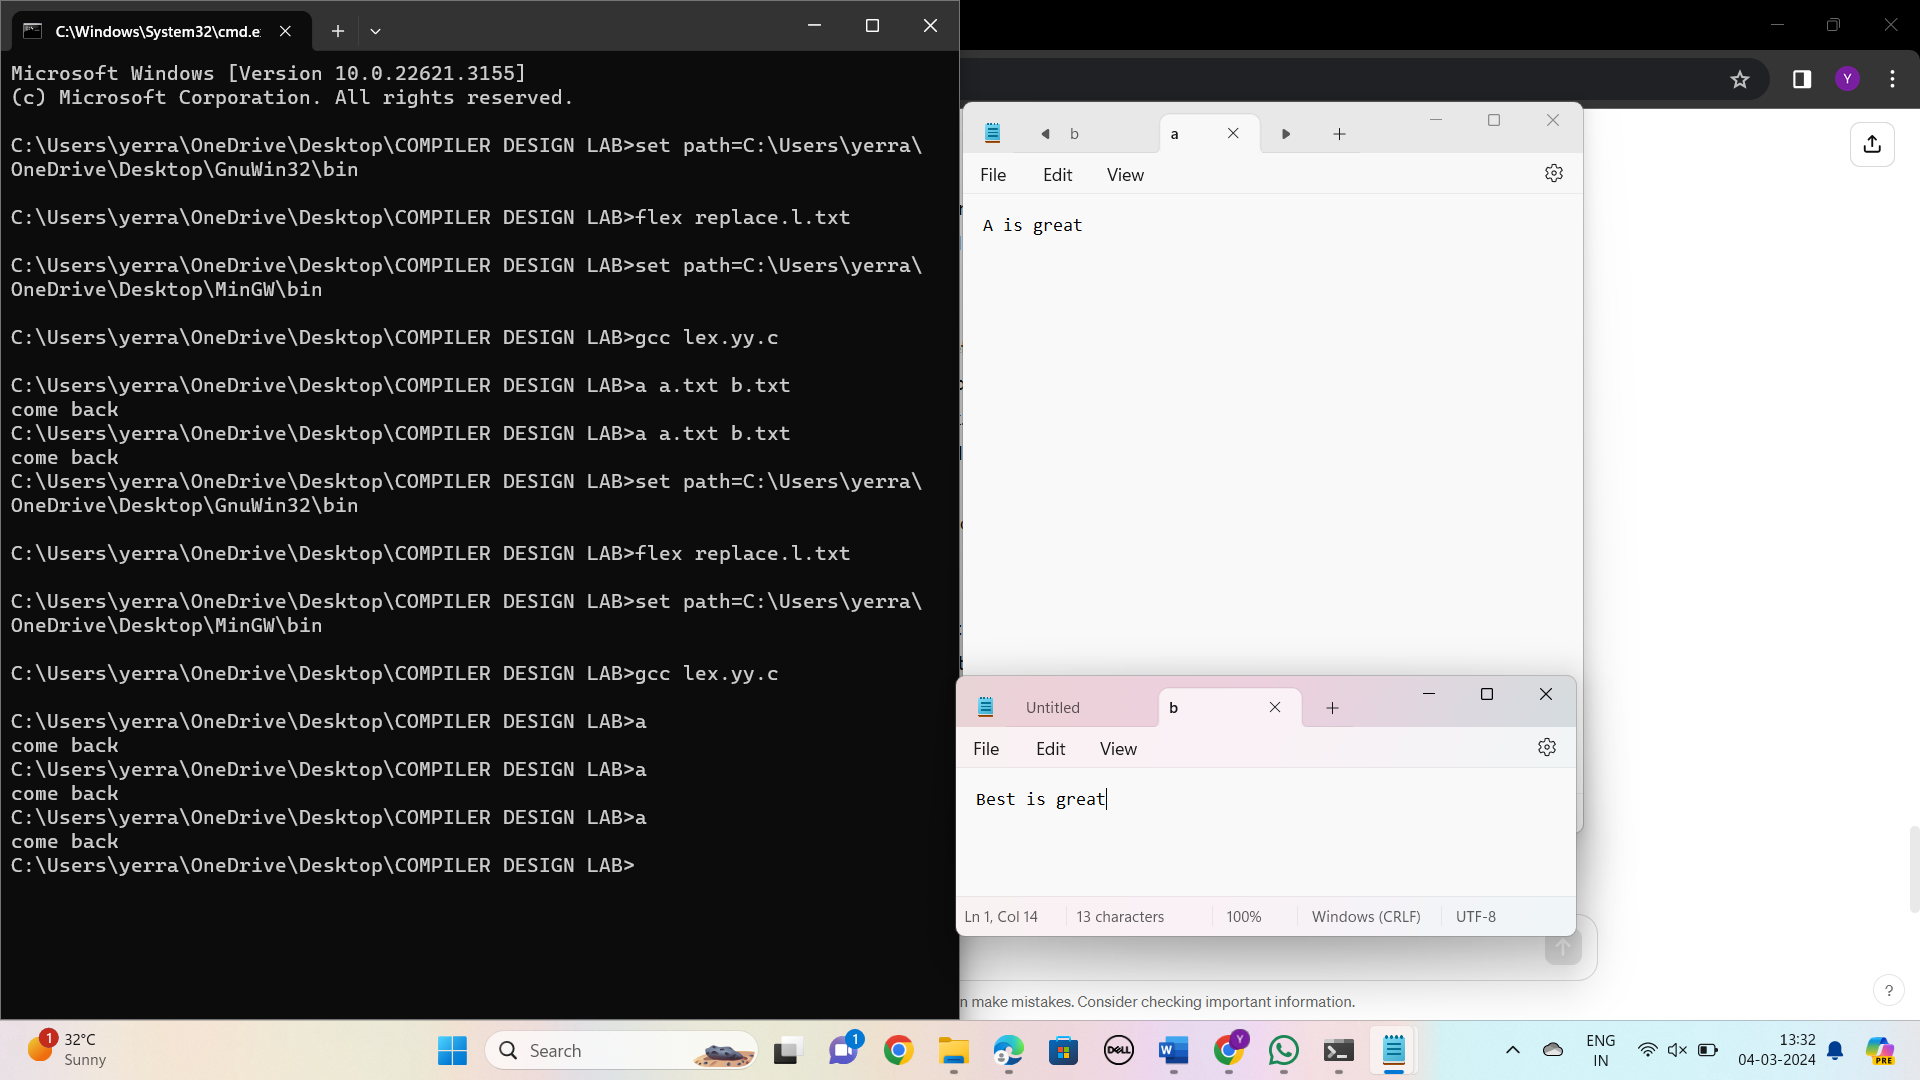 C:\Windows\System32\cmd.e
Microsoft Windows [Version 10.0.22621.3155]
(c) Microsoft Corporation. All rights reserved.
C:\Users\yerra\OneDrive\Desktop\COMPILER DESIGN LAB>set path=C:\Users\yerra\
OneDrive\Desktop\GnuWin32\bin
C:\Users\yerra\OneDrive\Desktop\COMPILER DESIGN LAB>flex replace.l.txt
C:\Users\yerra\OneDrive\Desktop\COMPILER DESIGN LAB>set path=C:\Users\yerra\
OneDrive\Desktop\MinGW\bin
C:\Users\yerra\OneDrive\Desktop\COMPILER DESIGN LAB>gcc lex.yy.c
C:\Users\yerra\OneDrive\Desktop\COMPILER DESIGN LAB>a a.txt b.txt
come back
C:\Users\yerra\OneDrive\Desktop\COMPILER DESIGN LAB>a a.txt b.txt
come back
C:\Users\yerra\OneDrive\Desktop\COMPILER DESIGN LAB>set path=C:\Users\yerra\
OneDrive\Desktop\GnuWin32\bin
C:\Users\yerra\OneDrive\Desktop\COMPILER DESIGN LAB>flex replace.l.txt
C:\Users\yerra\OneDrive\Desktop\COMPILER DESIGN LAB>set path=C:\Users\yerra\
OneDrive\Desktop\MinGW\bin
C:\Users\yerra\OneDrive\Desktop\COMPILER DESIGN LAB>gcc lex.yy.c
C:\Users\yerra\OneDrive\Desktop\COMPILER DESIGN LAB>a
come back
C:\Users\yerra\OneDrive\Desktop\COMPILER DESIGN LAB>a
come back
C:\Users\yerra\OneDrive\Desktop\COMPILER DESIGN LAB>a
come back
C:\Users\yerra\OneDrive\Desktop\COMPILER DESIGN LAB>
Y
b a
File Edit View
A is great
Untitled b
File Edit View
Best is great
Ln 1, Col 14 13 characters 100% Windows (CRLF) UTF-8
make mistakes. Consider checking important information.
?
1 32°C
Sunny
Search
1
DELL
W
Y
ENG
IN
13:32
04-03-2024
PRE